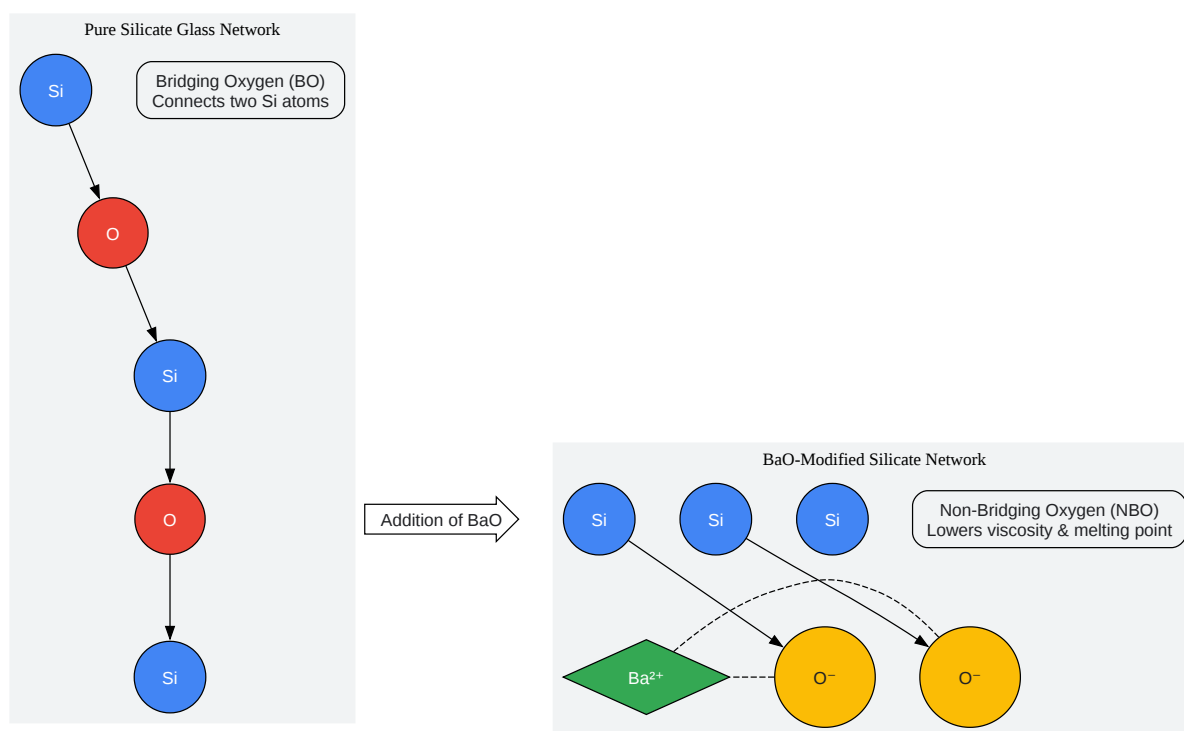 Pure Silicate Glass Network
Si
Bridging Oxygen (BO)
Connects two Si atoms
O
Si
O
Si
Addition of BaO
BaO-Modified Silicate Network
Si
Si
Si
Non-Bridging Oxygen (NBO)
Lowers viscosity & melting point
Ba²⁺
O⁻
O⁻